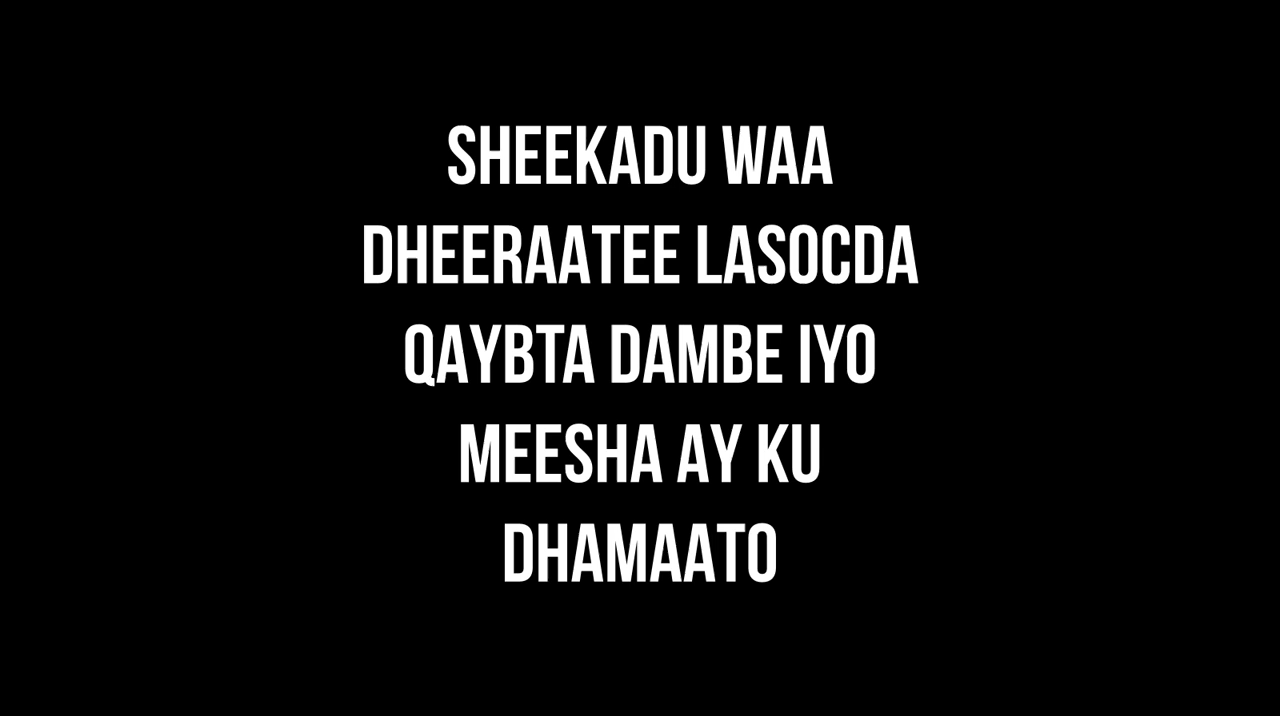 SHEEKADU WAA
DHEERAATEE LASOCDA
QAYBTA DAMBE IYO
MEESHA AY KU
DHAMAATO